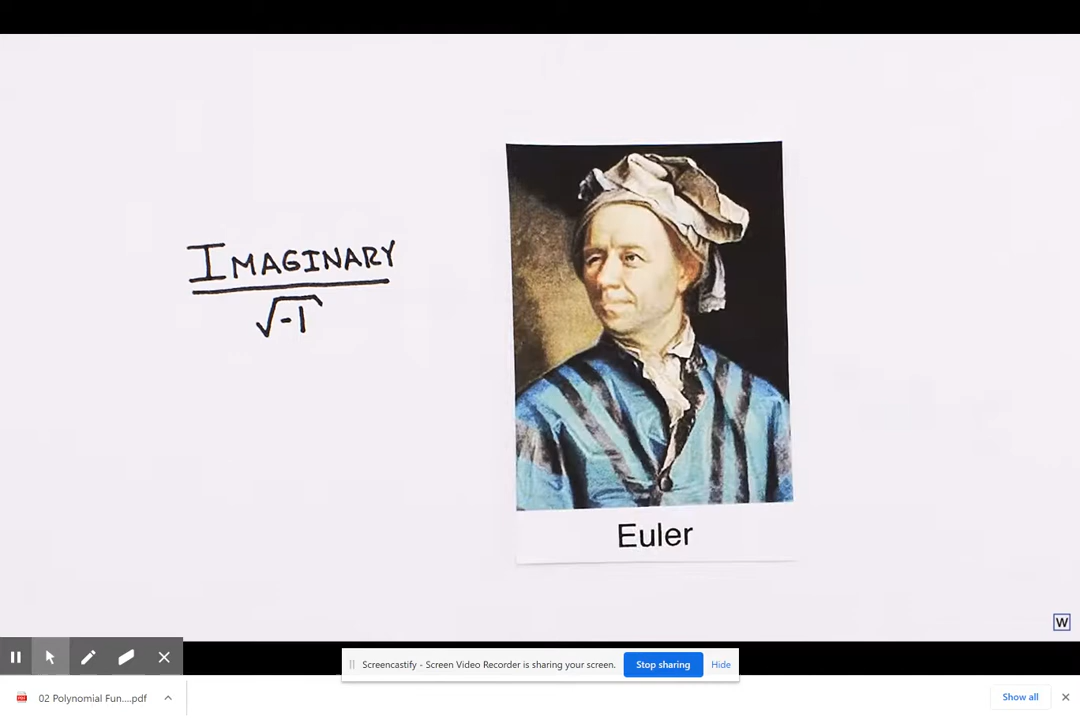 IMAGINARY
√-1
Euler
W
Screencastify - Screen Video Recorder is sharing your screen.
Stop sharing
Hide
02 Polynomial Fun....pdf
Show all